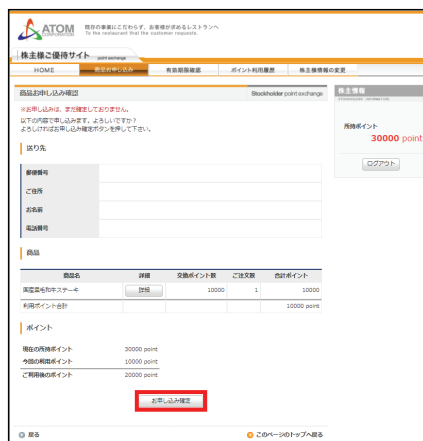 ATOM
CORPORATION
既存の事業にこだわらず、お客様が求めるレストランへ
To the restaurant that the customer requests.
株主様ご優待サイト point exchange
HOME 商品お申し込み 有効期限確認 ポイント利用履歴 株主様情報の変更
商品お申し込み確認 Stockholder point exchange
※お申し込みは、まだ確定しておりません。
以下の内容で申し込みます。よろしいですか？
よろしければお申し込み確定ボタンを押して下さい。
送り先
郵便番号
ご住所
お名前
電話番号
商品
商品名 詳細 交換ポイント数 ご注文数 合計ポイント
国産黒毛和牛ステーキ 詳細 10000 1 10000
利用ポイント合計 10000 point
ポイント
現在の所持ポイント 30000 point
今回の利用ポイント 10000 point
ご利用後のポイント 20000 point
お申し込み確定
戻る このページのトップへ戻る
株主情報
STOCKHOLDER INFORMATION
所持ポイント
30000 point
ログアウト